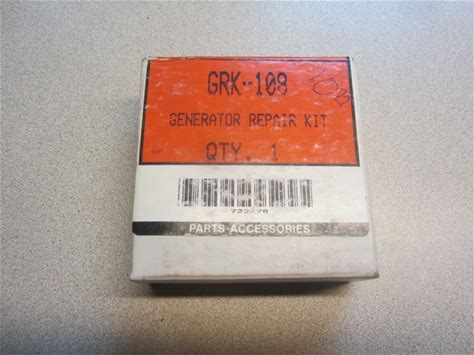 GRK-108
GENERATOR REPAIR KIT
QTY. 1
PARTS-ACCESSORIES